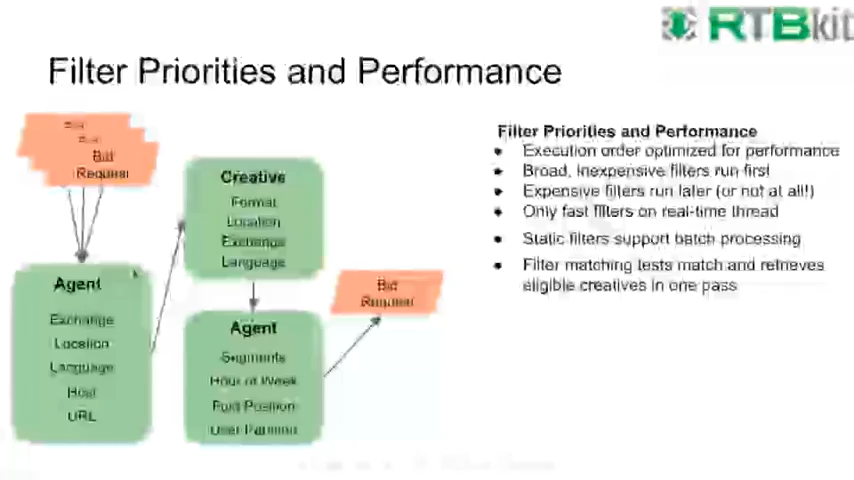 RTBkit
Filter Priorities and Performance
Bid
Request
Agent
Exchange
Location
Language
Host
URL
Creative
Format
Location
Exchange
Language
Agent
Segments
Hour of Week
Fold Position
User Partition
Bid
Request
Filter Priorities and Performance
● Execution order optimized for performance
● Broad, inexpensive filters run first
● Expensive filters run later (or not at all!)
● Only fast filters on real-time thread
● Static filters support batch processing
● Filter matching tests match and retrieves
eligible creatives in one pass